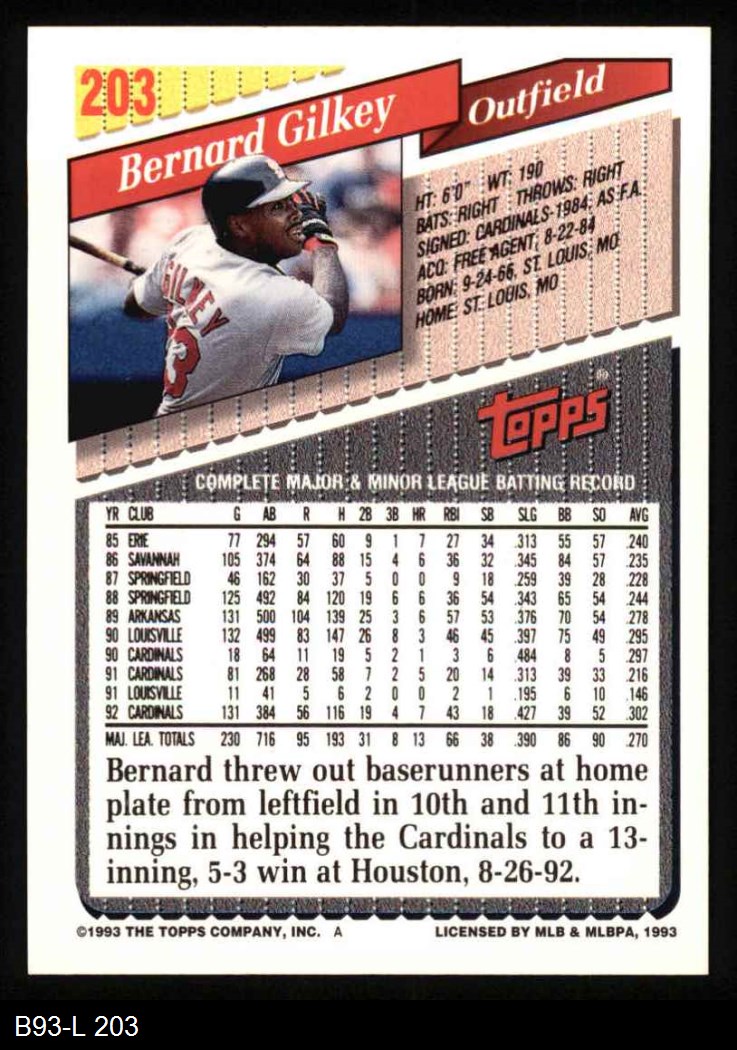 203
Bernard Gilkey
Outfield
HT: 6'0" WT: 190
BATS: RIGHT THROWS: RIGHT
SIGNED: CARDINALS-1984, AS F.A.
ACQ: FREE AGENT, 8-22-84
BORN: 9-24-66, ST. LOUIS, MO
HOME: ST. LOUIS, MO
GILKEY
23
topps®
COMPLETE MAJOR & MINOR LEAGUE BATTING RECORD
YR CLUB G AB R H 2B 3B HR RBI SB SLG BB SO AVG
85 ERIE 77 294 57 60 9 1 7 27 34 .313 55 57 .240
86 SAVANNAH 105 374 64 88 15 4 6 36 32 .345 84 57 .235
87 SPRINGFIELD 46 162 30 37 5 0 0 9 18 .259 39 28 .228
88 SPRINGFIELD 125 492 84 120 19 6 6 36 54 .343 65 54 .244
89 ARKANSAS 131 500 104 139 25 3 6 57 53 .376 70 54 .278
90 LOUISVILLE 132 499 83 147 26 8 3 46 45 .397 75 49 .295
90 CARDINALS 18 64 11 19 5 2 1 3 6 .484 8 5 .297
91 CARDINALS 81 268 28 58 7 2 5 20 14 .313 39 33 .216
91 LOUISVILLE 11 41 5 6 2 0 0 2 1 .195 6 10 .146
92 CARDINALS 131 384 56 116 19 4 7 43 18 .427 39 52 .302
MAJ. LEA. TOTALS 230 716 95 193 31 8 13 66 38 .390 86 90 .270
Bernard threw out baserunners at home
plate from leftfield in 10th and 11th in-
nings in helping the Cardinals to a 13-
inning, 5-3 win at Houston, 8-26-92.
©1993 THE TOPPS COMPANY, INC. A
LICENSED BY MLB & MLBPA, 1993
B93-L 203